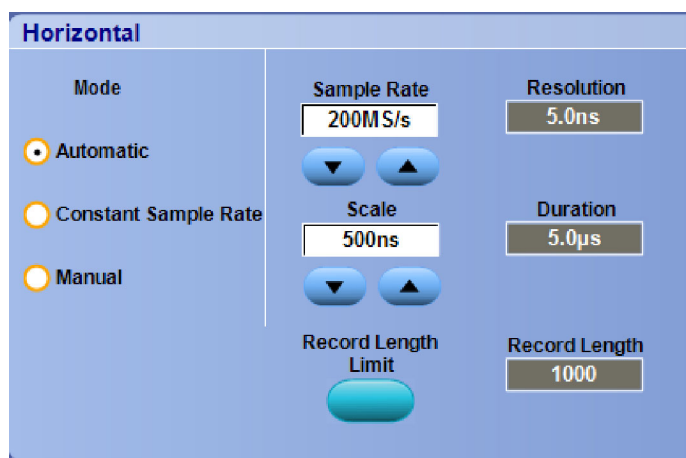 Horizontal
Mode
Automatic
Constant Sample Rate
Manual
Sample Rate
200MS/s
Scale
500ns
Record Length
Limit
Resolution
5.0ns
Duration
5.0µs
Record Length
1000